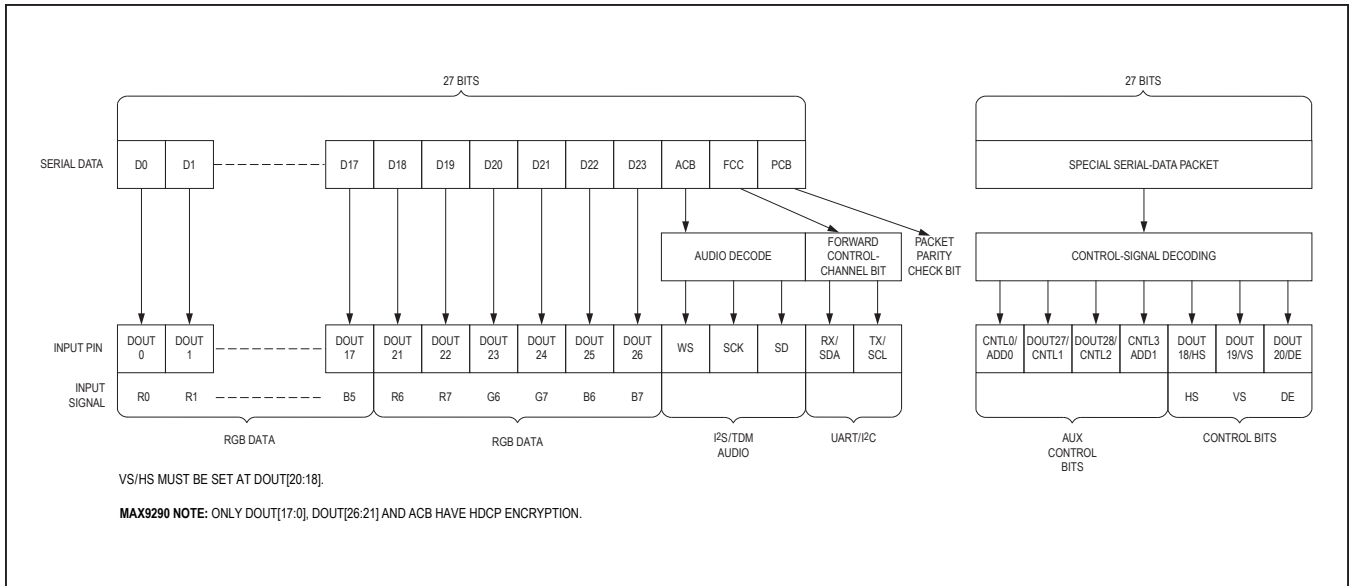 27 BITS
27 BITS
SERIAL DATA
D0 D1 D17 D18 D19 D20 D21 D22 D23 ACB FCC PCB
SPECIAL SERIAL-DATA PACKET
AUDIO DECODE
FORWARD
CONTROL-
CHANNEL BIT
PACKET
PARITY
CHECK BIT
CONTROL-SIGNAL DECODING
INPUT PIN
DOUT
0
DOUT
1
DOUT
17
DOUT
21
DOUT
22
DOUT
23
DOUT
24
DOUT
25
DOUT
26
WS
SCK
SD
RX/
SDA
TX/
SCL
CNTL0/
ADD0
DOUT27/
CNTL1
DOUT28/
CNTL2
CNTL3
ADD1
DOUT
18/HS
DOUT
19/VS
DOUT
20/DE
INPUT
SIGNAL
R0 R1 B5 R6 R7 G6 G7 B6 B7
HS VS DE
RGB DATA
RGB DATA
I2S/TDM
AUDIO
UART/I2C
AUX
CONTROL
BITS
CONTROL BITS
VS/HS MUST BE SET AT DOUT[20:18].
MAX9290 NOTE: ONLY DOUT[17:0], DOUT[26:21] AND ACB HAVE HDCP ENCRYPTION.